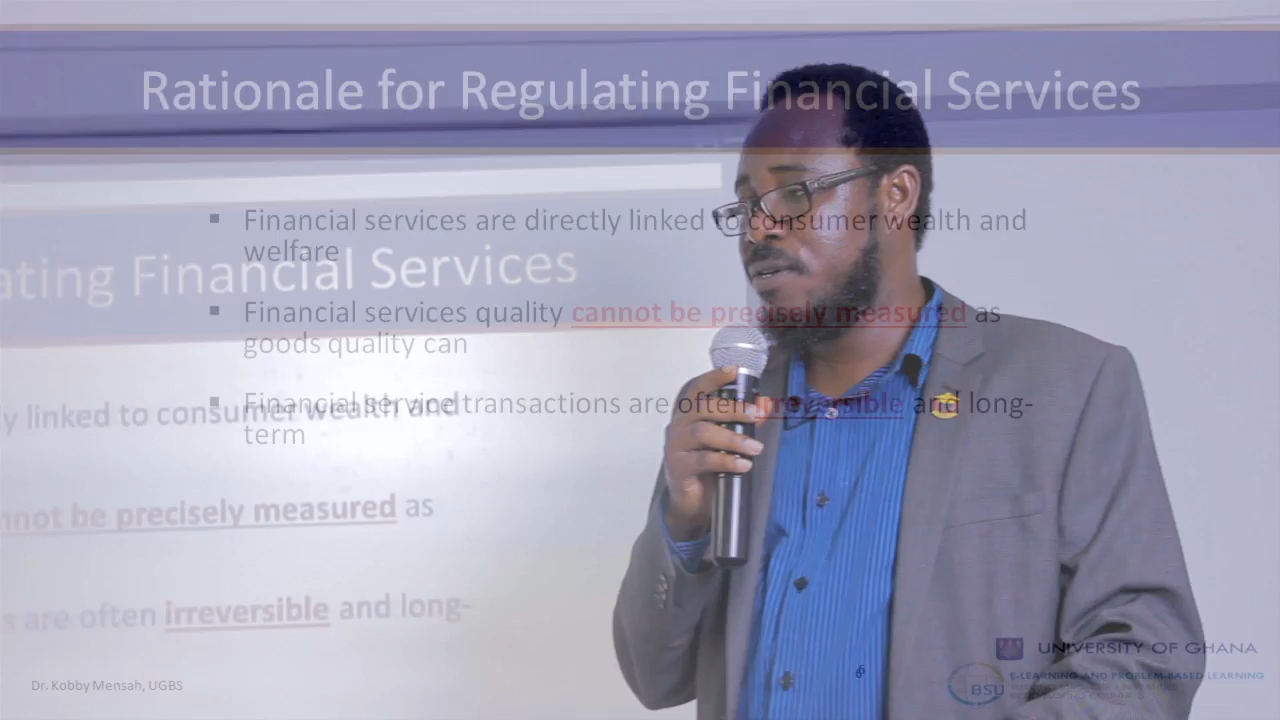 Rationale for Regulating Financial Services
▪ Financial services are directly linked to consumer wealth and
welfare
▪ Financial services quality cannot be precisely measured as
goods quality can
▪ Financial service transactions are often irreversible and long-
term
ating Financial Services
y linked to consumer wealth and
nnot be precisely measured as
s are often irreversible and long-
Dr. Kobby Mensah, UGBS
6
UNIVERSITY OF GHANA
BSU
E-LEARNING AND PROBLEM-BASED-LEARNING